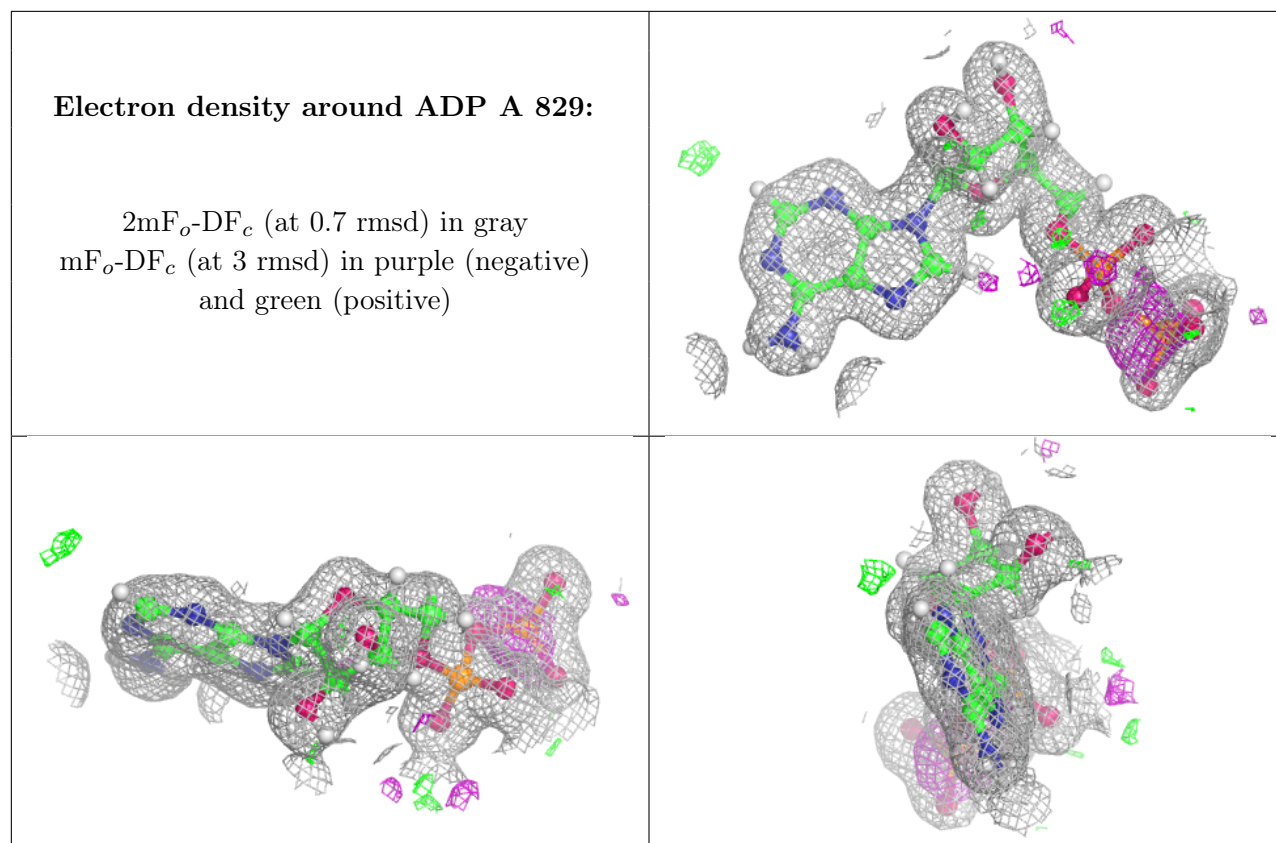 Electron density around ADP A 829:
2mFo-DFc (at 0.7 rmsd) in gray
mFo-DFc (at 3 rmsd) in purple (negative)
and green (positive)